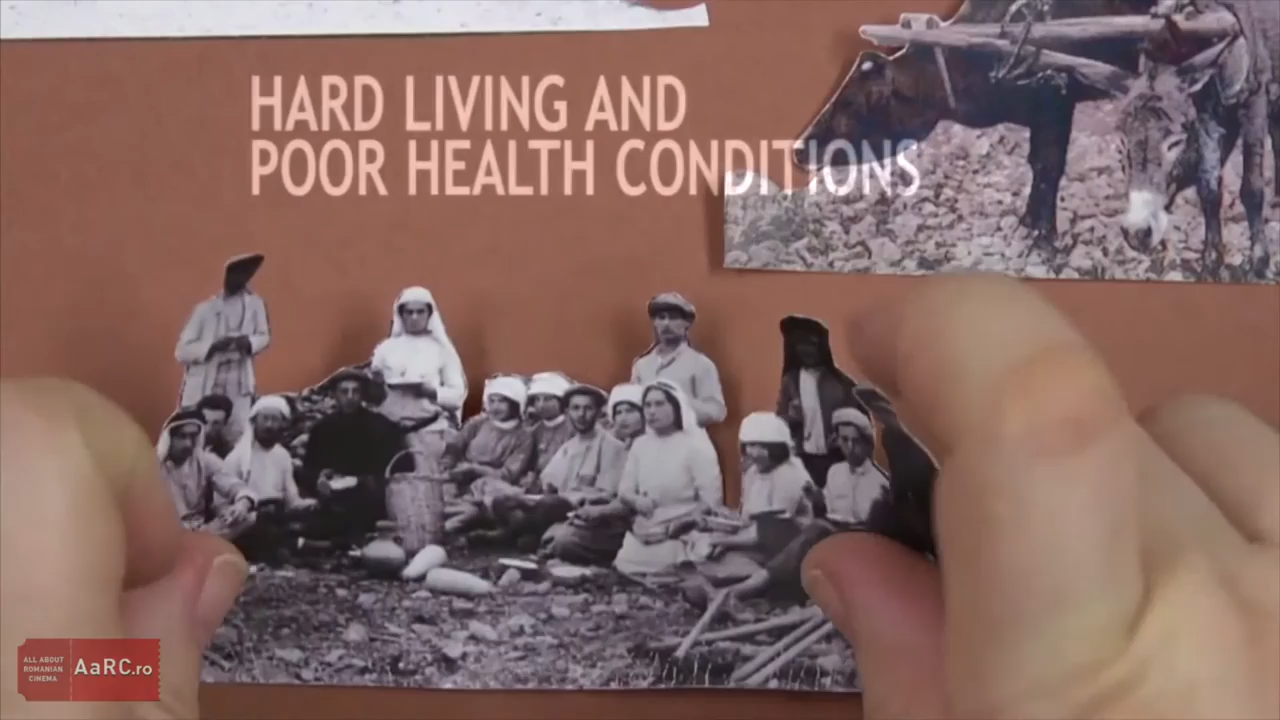 HARD LIVING AND
POOR HEALTH CONDITIONS
ALL ABOUT
ROMANIAN
CINEMA
AaRC.ro